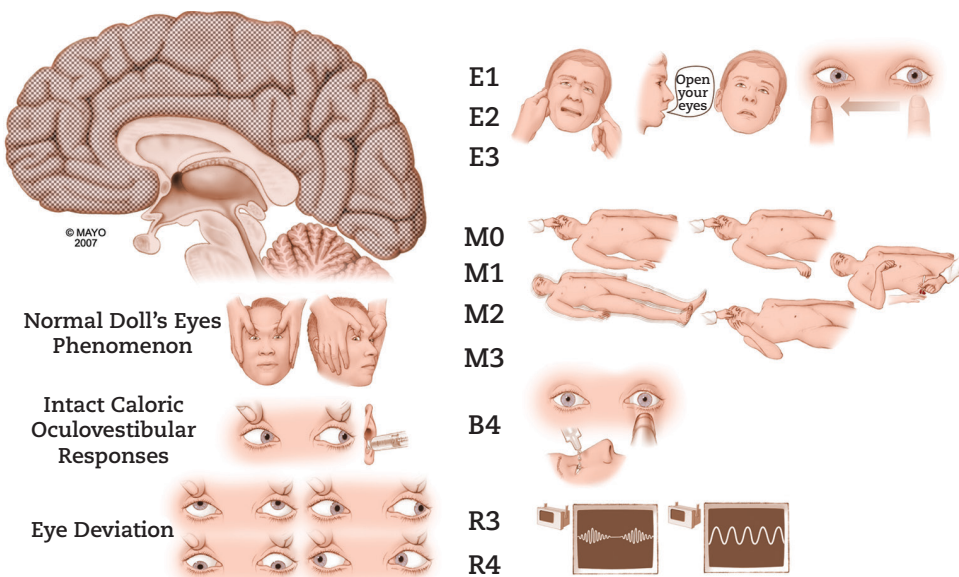 © MAYO
2007
Normal Doll's Eyes
Phenomenon
Intact Caloric
Oculovestibular
Responses
Eye Deviation
E1
E2
E3
Open
your
eyes
M0
M1
M2
M3
B4
R3
R4